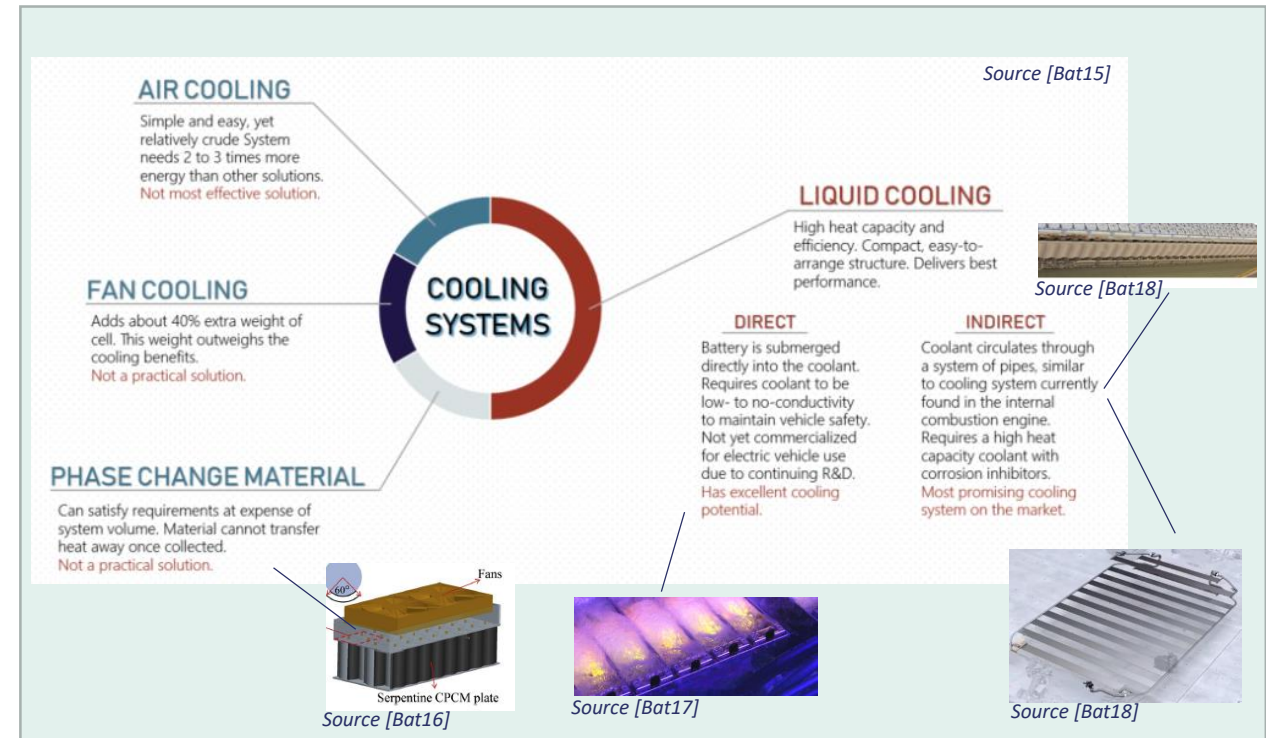 Source [Bat15]
AIR COOLING
Simple and easy, yet
relatively crude System
needs 2 to 3 times more
energy than other solutions.
Not most effective solution.
FAN COOLING
Adds about 40% extra weight of
cell. This weight outweighs the
cooling benefits.
Not a practical solution.
PHASE CHANGE MATERIAL
Can satisfy requirements at expense of
system volume. Material cannot transfer
heat away once collected.
Not a practical solution.
COOLING
SYSTEMS
LIQUID COOLING
High heat capacity and
efficiency. Compact, easy-to-
arrange structure. Delivers best
performance.
DIRECT
Battery is submerged
directly into the coolant.
Requires coolant to be
low- to no-conductivity
to maintain vehicle safety.
Not yet commercialized
for electric vehicle use
due to continuing R&D.
Has excellent cooling
potential.
INDIRECT
Coolant circulates through
a system of pipes, similar
to cooling system currently
found in the internal
combustion engine.
Requires a high heat
capacity coolant with
corrosion inhibitors.
Most promising cooling
system on the market.
Source [Bat18]
60°
Fans
Serpentine CPCM plate
Source [Bat16]
Source [Bat17]
Source [Bat18]